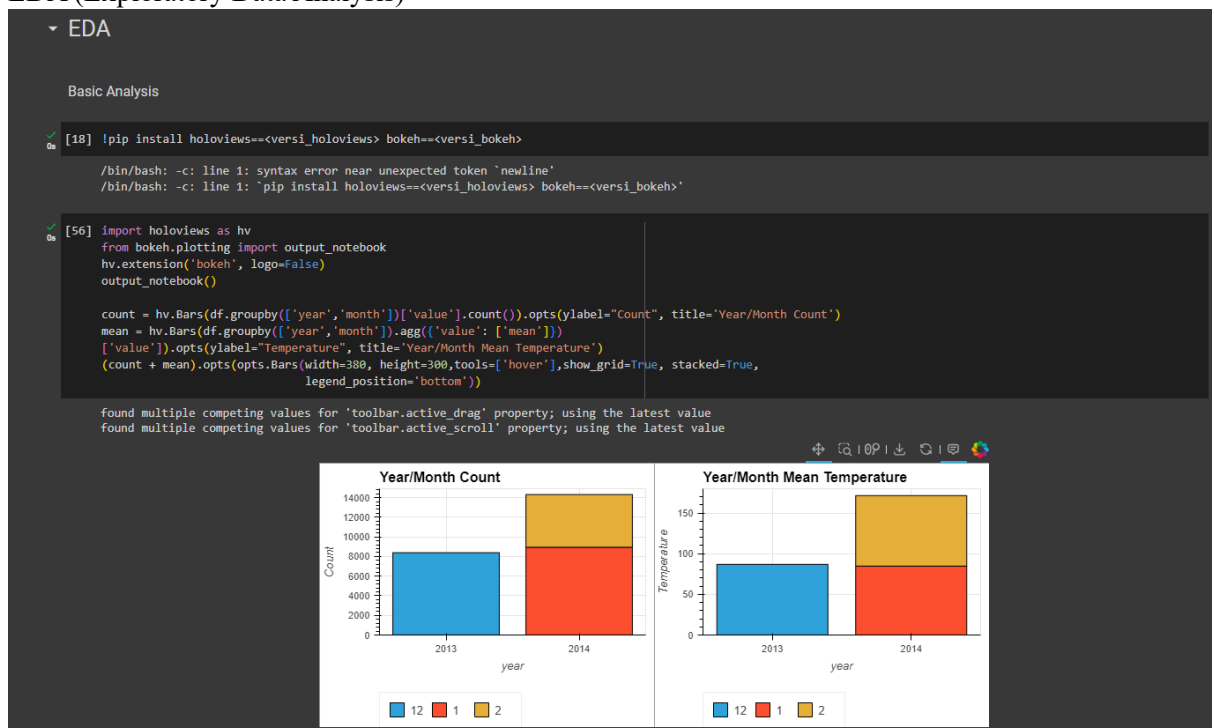 EDA (Exploratory Data Analysis)
EDA
Basic Analysis
0s [18] !pip install holoviews==<versi_holoviews> bokeh==<versi_bokeh>
/bin/bash: -c: line 1: syntax error near unexpected token `newline'
/bin/bash: -c: line 1: `pip install holoviews==<versi_holoviews> bokeh==<versi_bokeh>'
0s [56] import holoviews as hv
from bokeh.plotting import output_notebook
hv.extension('bokeh', logo=False)
output_notebook()
count = hv.Bars(df.groupby(['year','month'])['value'].count()).opts(ylabel="Count", title='Year/Month Count')
mean = hv.Bars(df.groupby(['year','month']).agg({'value': ['mean']})
['value']).opts(ylabel="Temperature", title='Year/Month Mean Temperature')
(count + mean).opts(opts.Bars(width=380, height=300,tools=['hover'],show_grid=True, stacked=True,
legend_position='bottom'))
found multiple competing values for 'toolbar.active_drag' property; using the latest value
found multiple competing values for 'toolbar.active_scroll' property; using the latest value
Year/Month Count
14000
12000
10000
8000
6000
4000
2000
0
Count
2013 2014
year
12 1 2
Year/Month Mean Temperature
150
100
50
0
Temperature
2013 2014
year
12 1 2